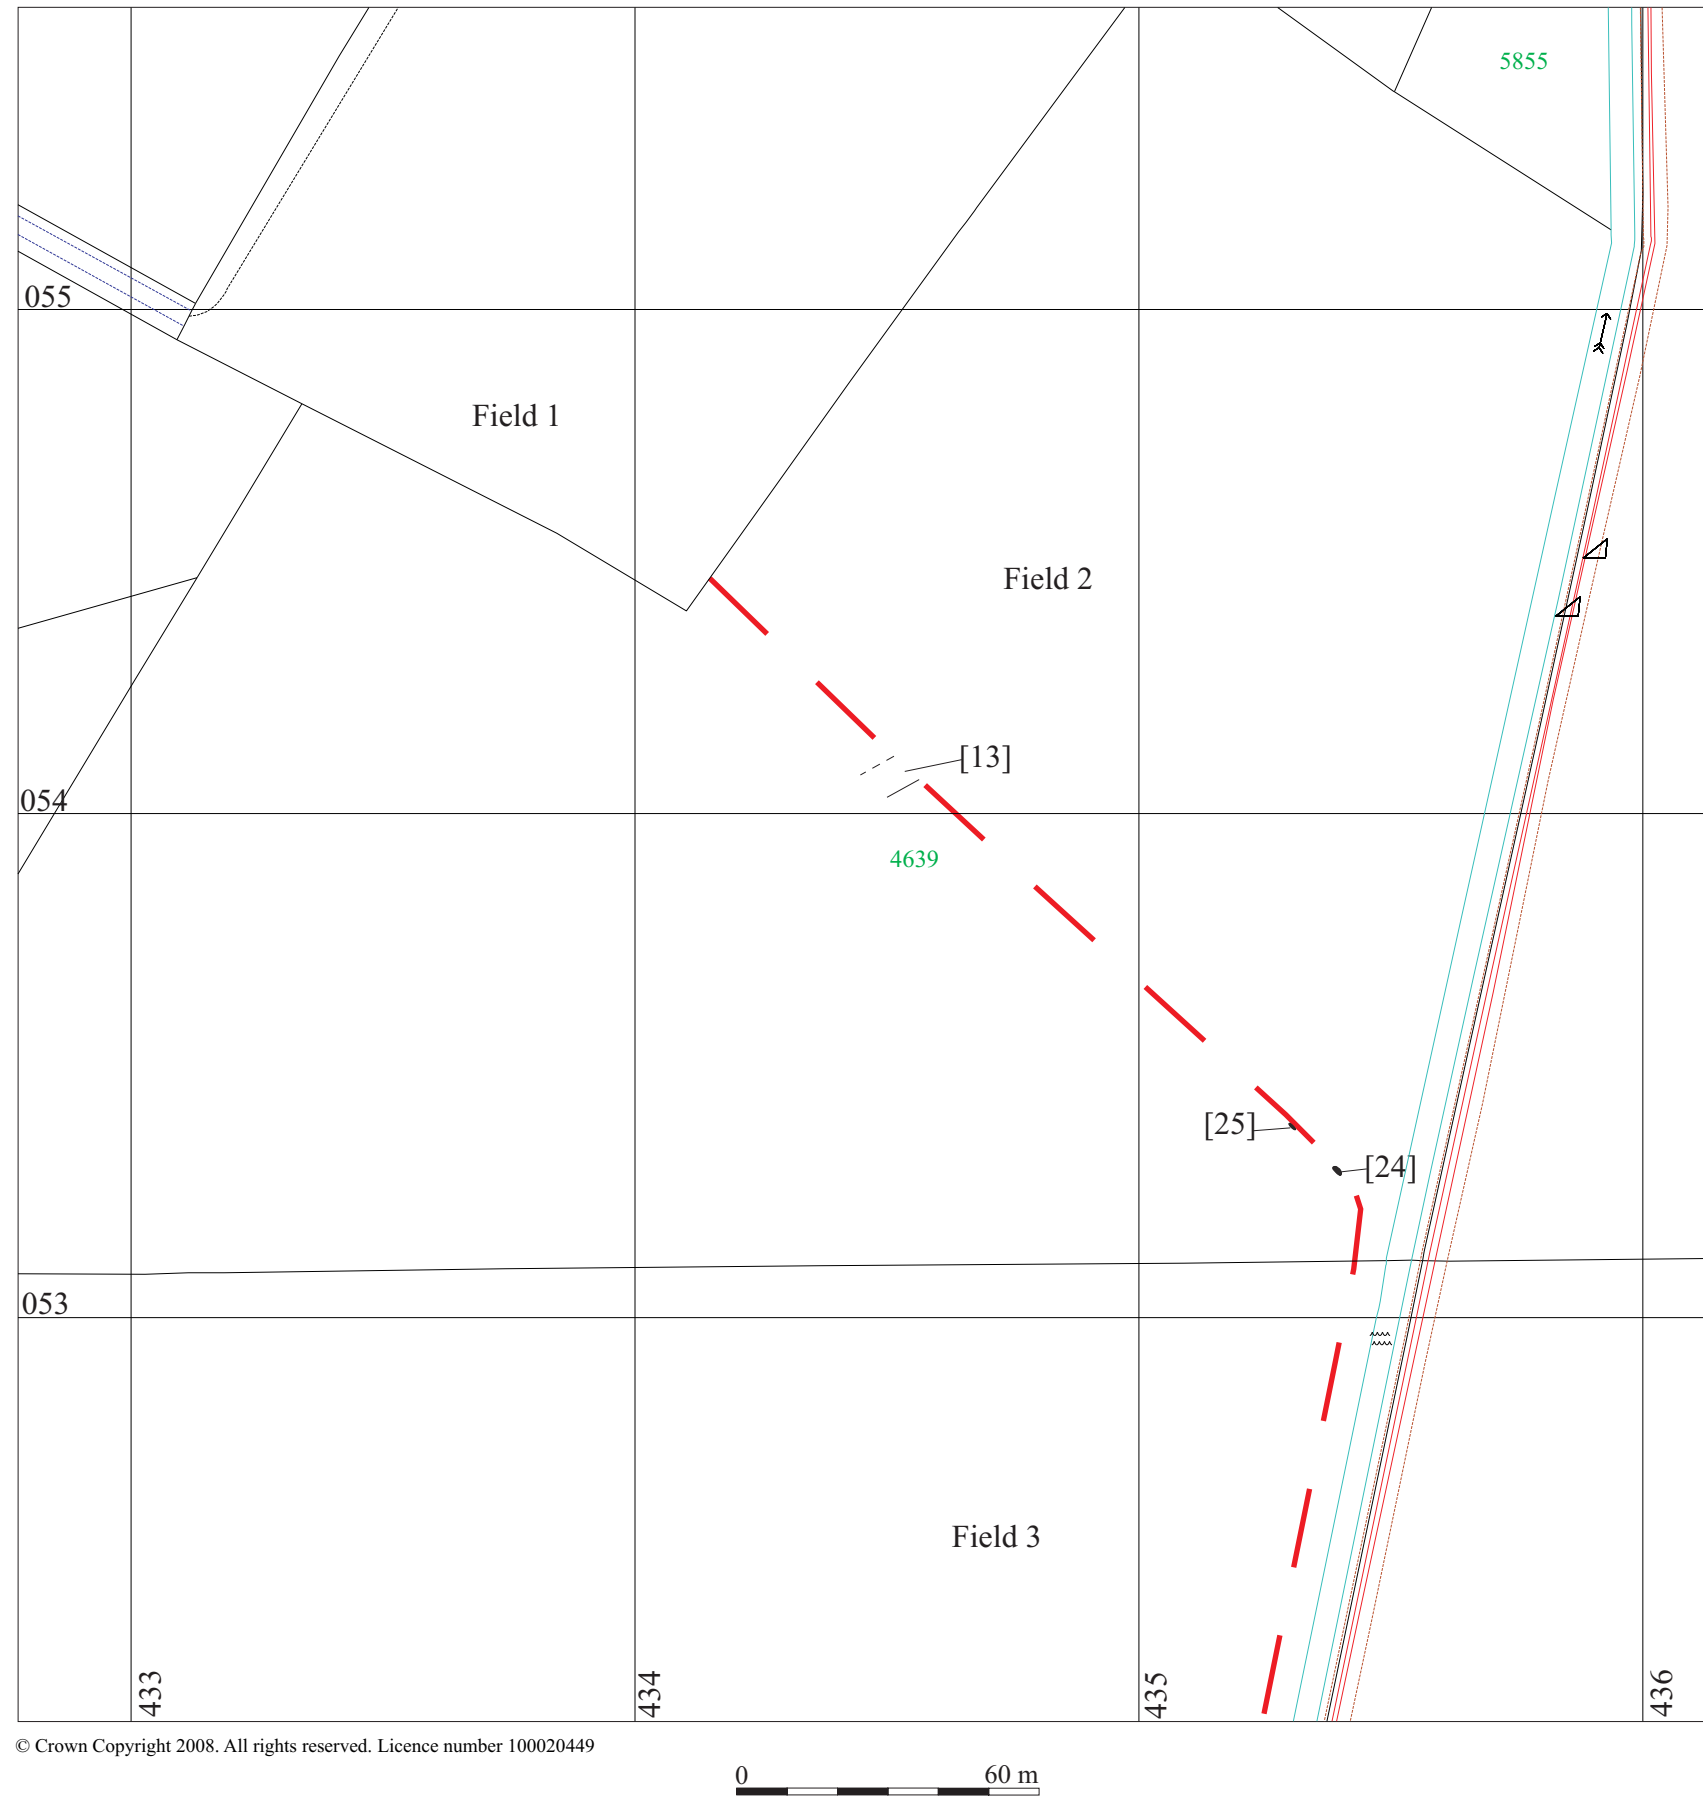 5855
055
Field 1
Field 2
[13]
054
4639
[25]
[24]
053
Field 3
433
434
435
436
© Crown Copyright 2008. All rights reserved. Licence number 100020449
0 60 m